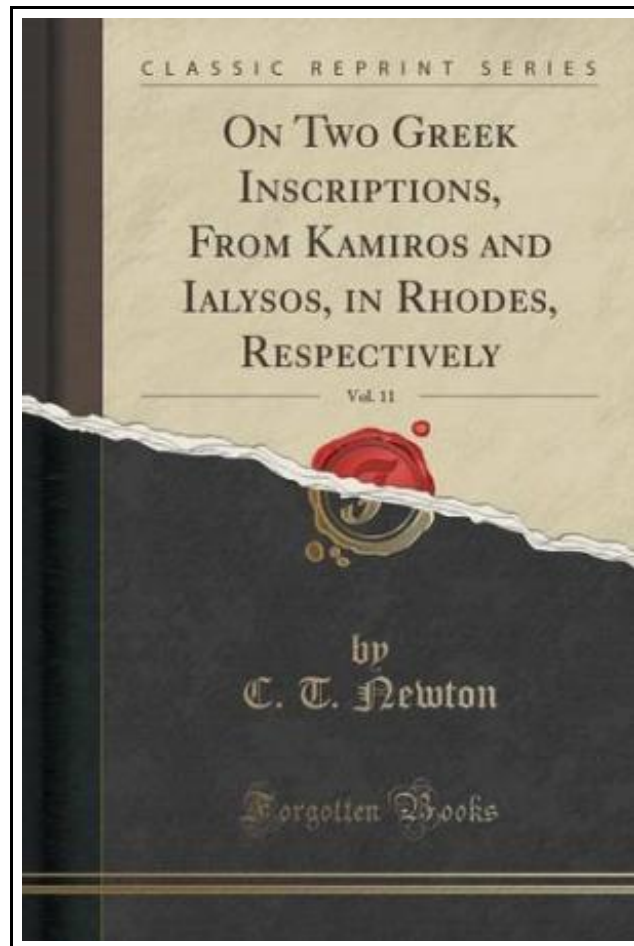 CLASSIC REPRINT SERIES
ON TWO GREEK
INSCRIPTIONS,
FROM KAMIROS AND
IALYSOS, IN RHODES,
RESPECTIVELY
Vol. 11
by
C. T. Newton
Forgotten Books